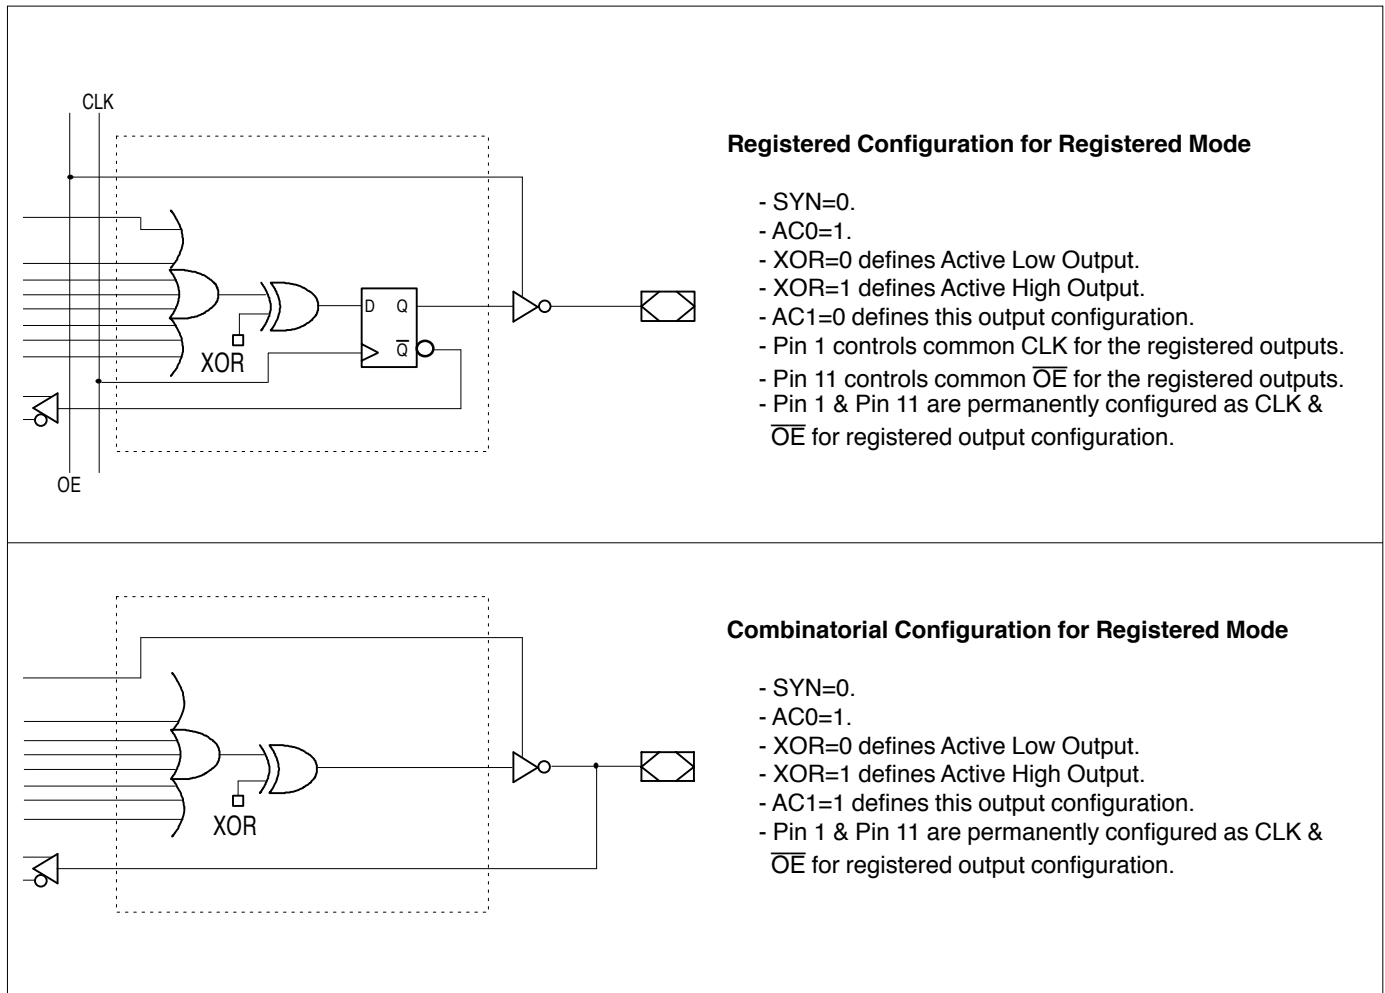 CLK
Registered Configuration for Registered Mode
- SYN=0.
- AC0=1.
- XOR=0 defines Active Low Output.
- XOR=1 defines Active High Output.
- AC1=0 defines this output configuration.
- Pin 1 controls common CLK for the registered outputs.
- Pin 11 controls common O̅E̅ for the registered outputs.
- Pin 1 & Pin 11 are permanently configured as CLK &
O̅E̅ for registered output configuration.
D Q
Q̅
XOR
OE
Combinatorial Configuration for Registered Mode
- SYN=0.
- AC0=1.
- XOR=0 defines Active Low Output.
- XOR=1 defines Active High Output.
- AC1=1 defines this output configuration.
- Pin 1 & Pin 11 are permanently configured as CLK &
O̅E̅ for registered output configuration.
XOR